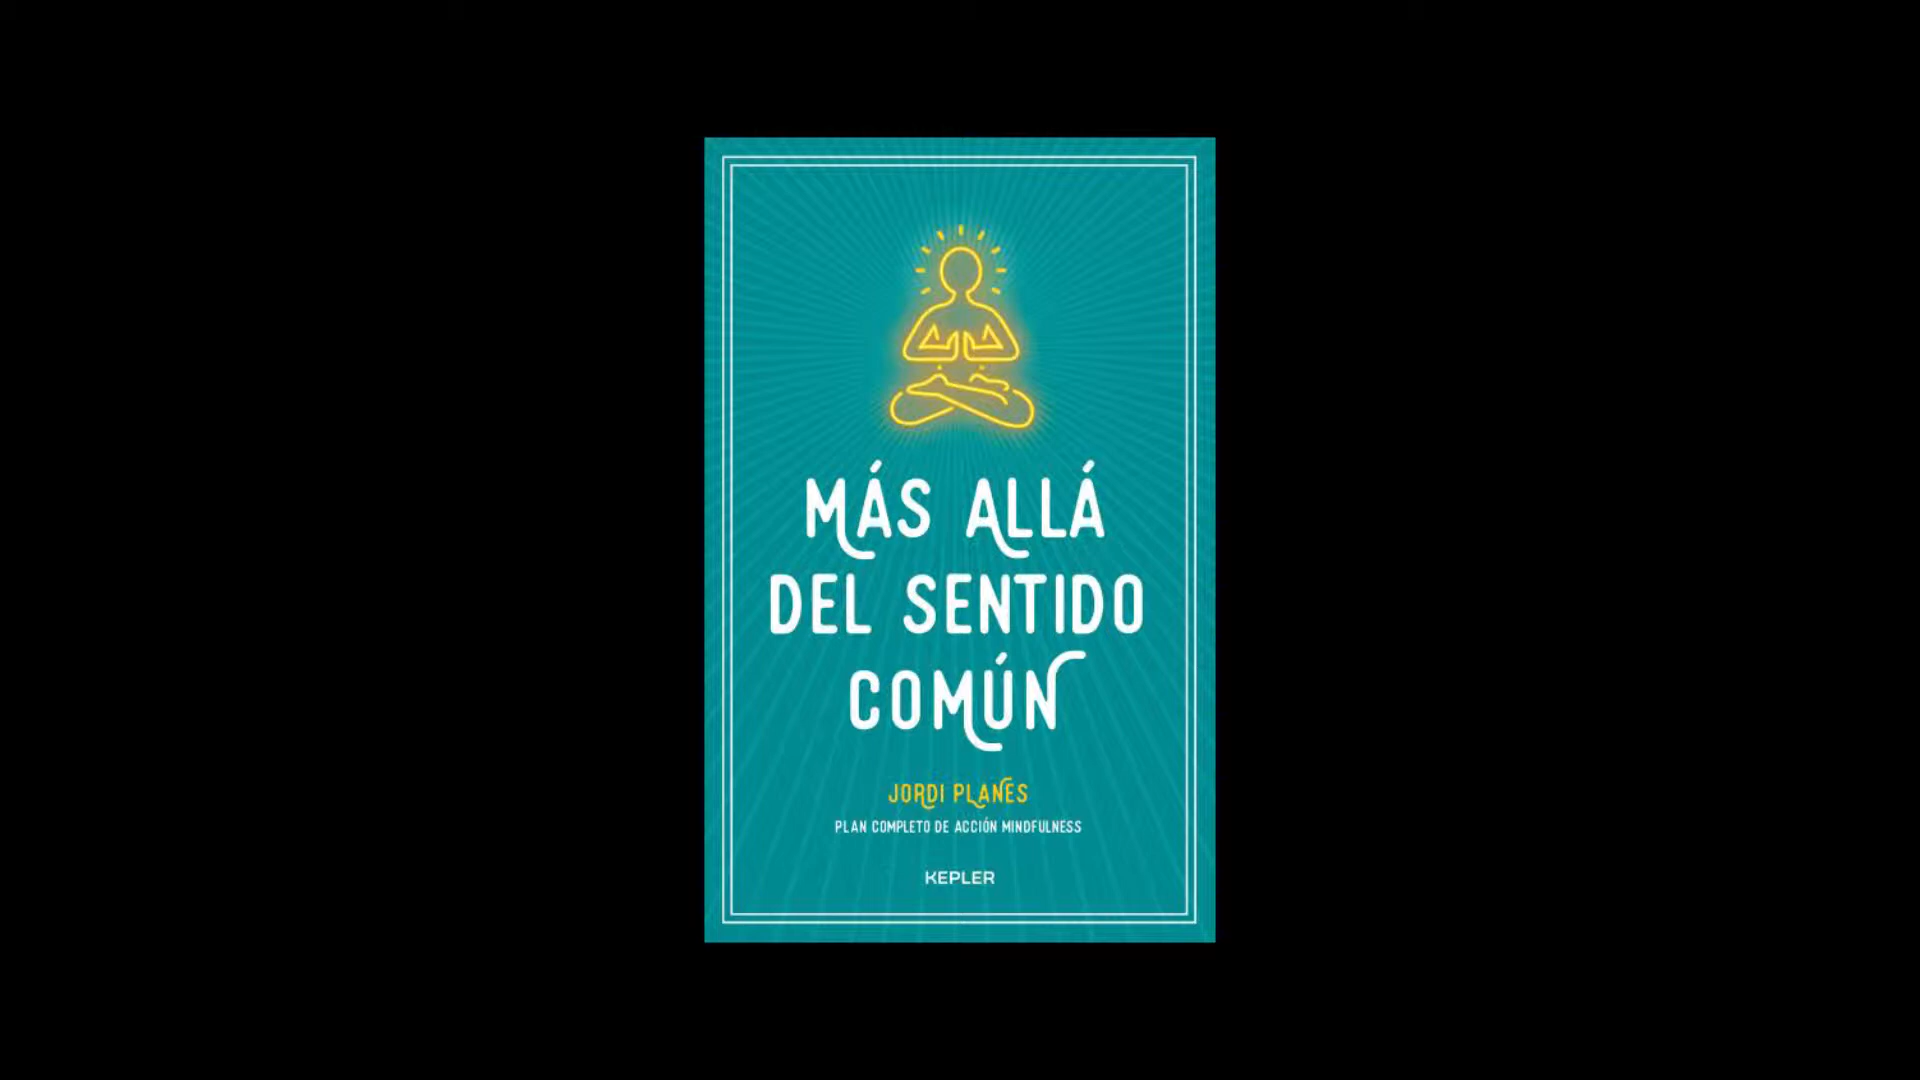 MÁS ALLÁ
DEL SENTIDO
COMÚN
JORDI PLANES
PLAN COMPLETO DE ACCIÓN MINDFULNESS
KEPLER